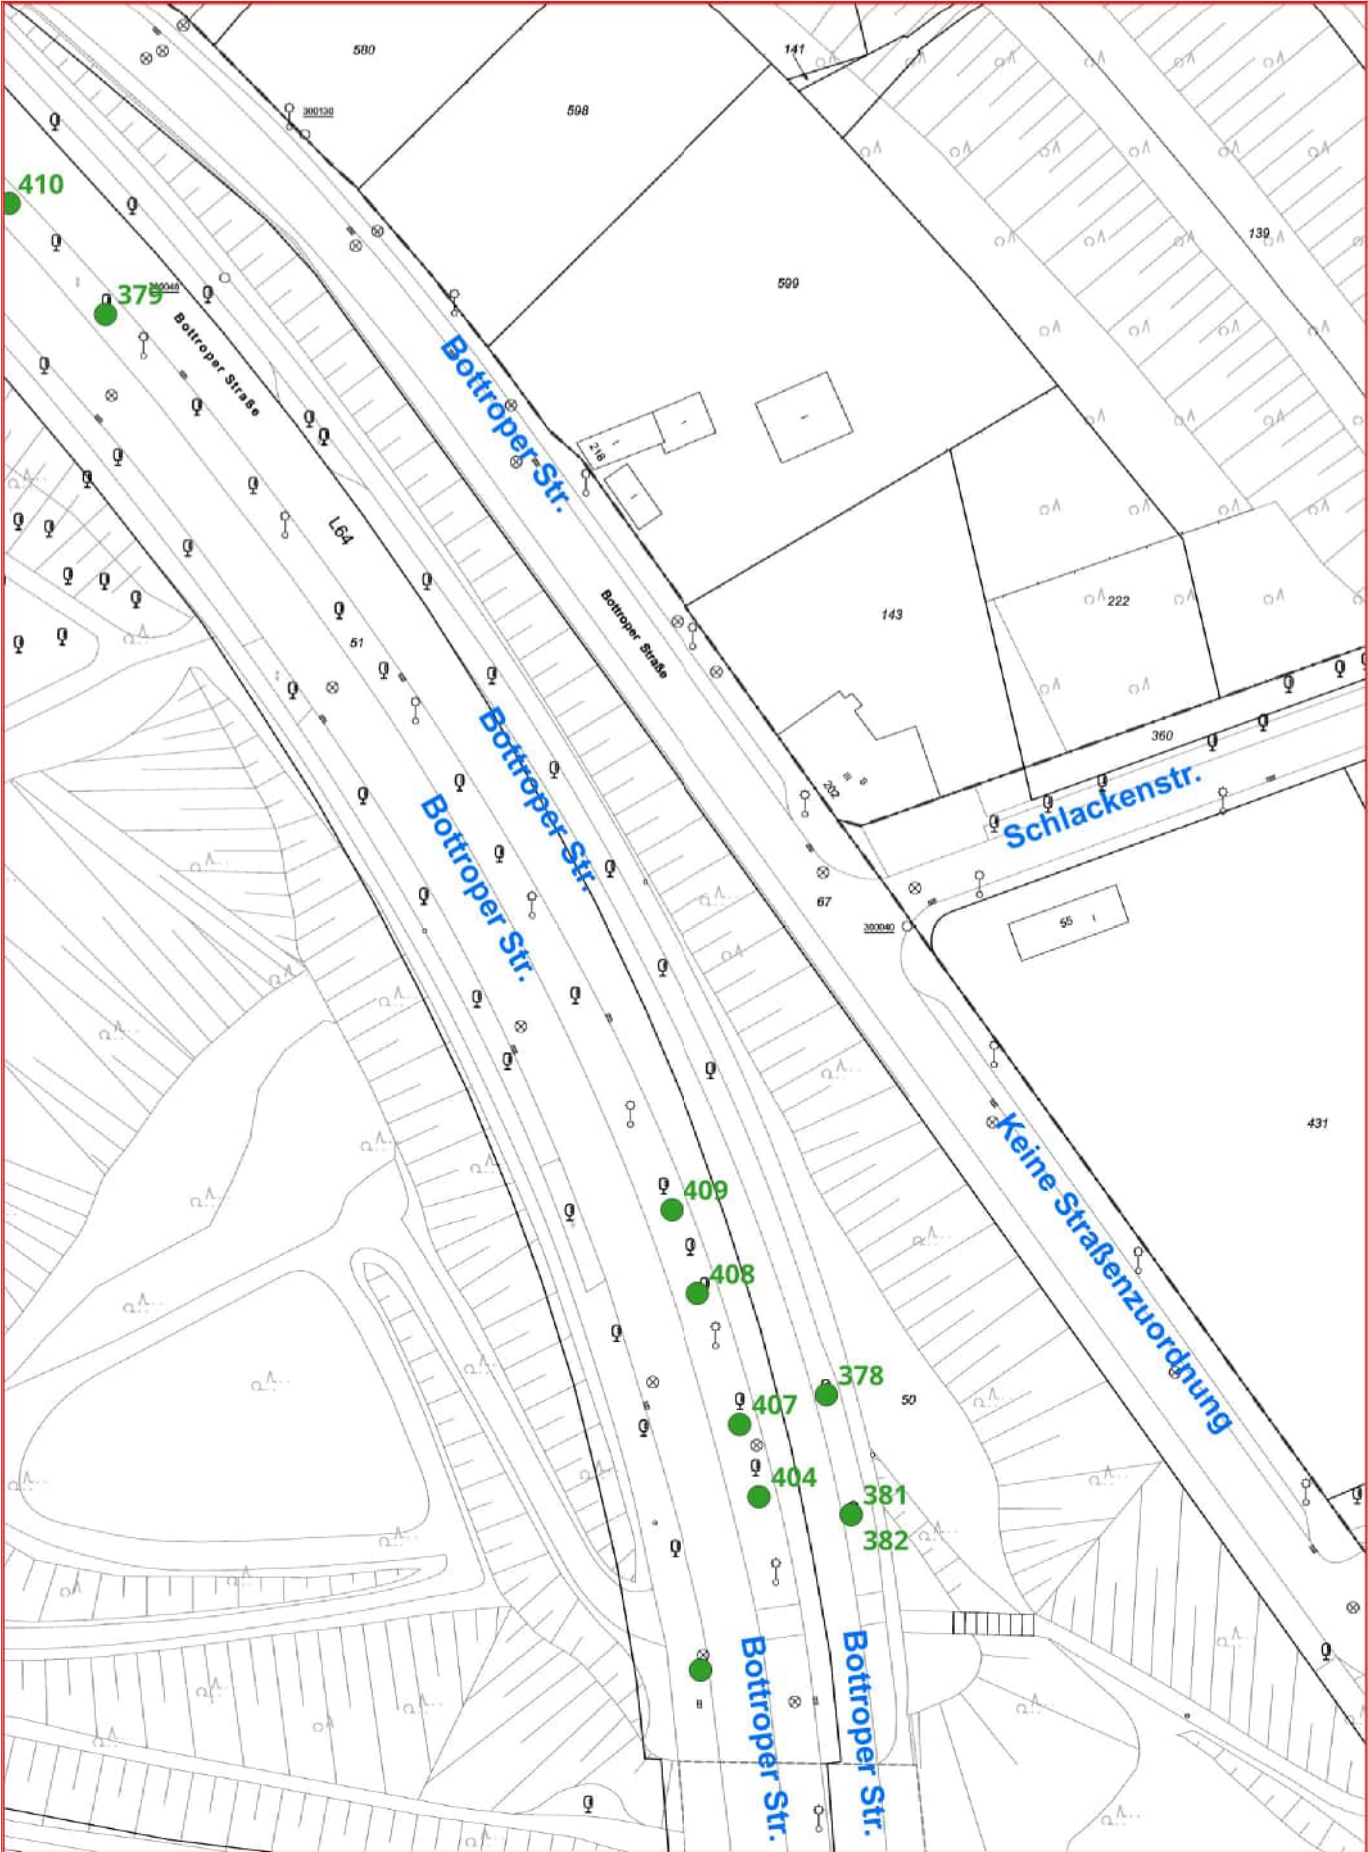 580
141
598
300130
410
139
599
379
Bottroper Straße
Bottroper Str.
216
L64
222
143
Bottroper Straße
51
360
Bottroper Str.
Schlackenstr.
202
Bottroper Str.
67
300040
55
431
Keine Straßenzuordnung
409
408
378
50
407
404
381
382
Bottroper Str.
Bottroper Str.